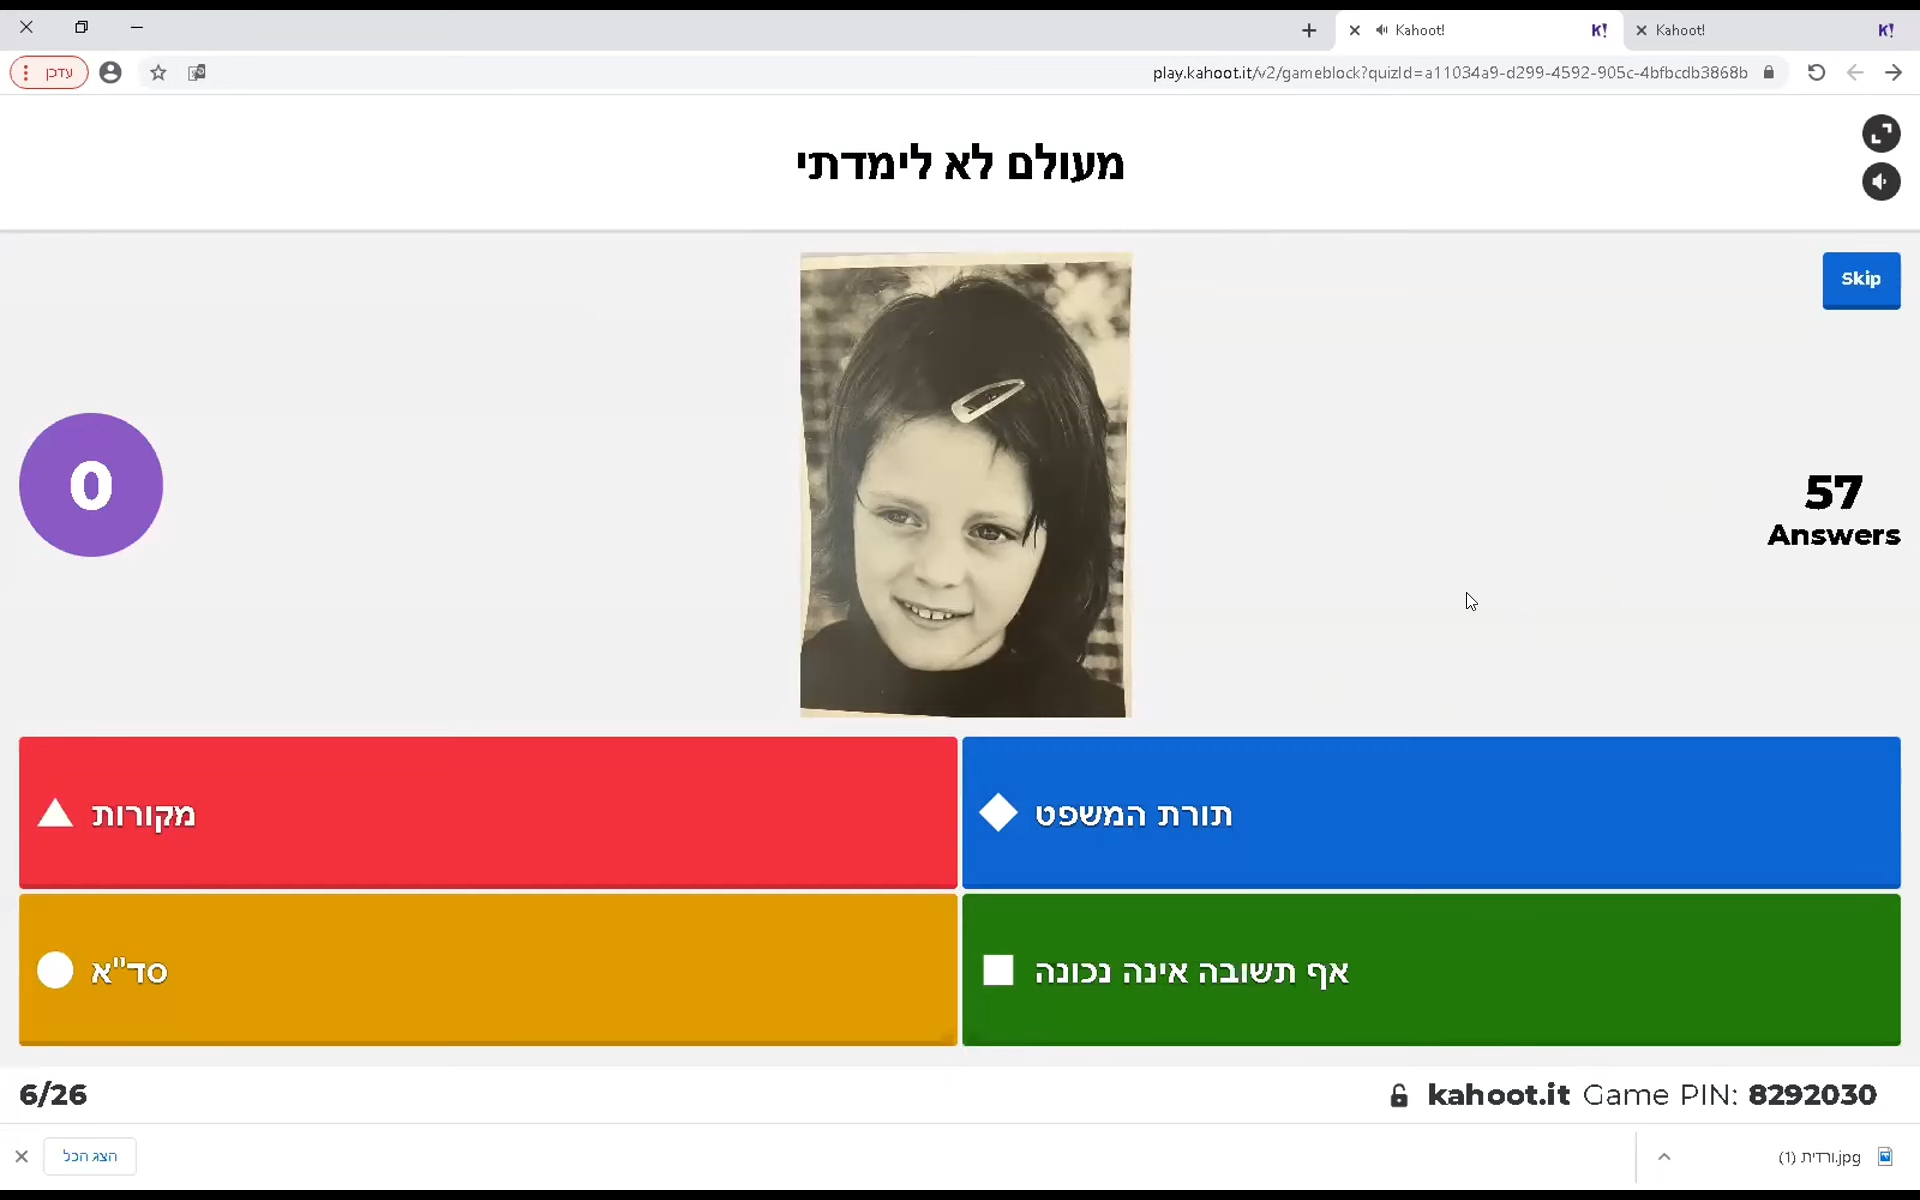 Kahoot!
Kahoot!
עדכן
play.kahoot.it/v2/gameblock?quizId=a11034a9-d299-4592-905c-4bfbcdb3868b
מעולם לא לימדתי
Skip
0
57
Answers
מקורות
תורת המשפט
סד"א
אף תשובה אינה נכונה
6/26
kahoot.it Game PIN: 8292030
הצג הכל
ורדית (1).jpg